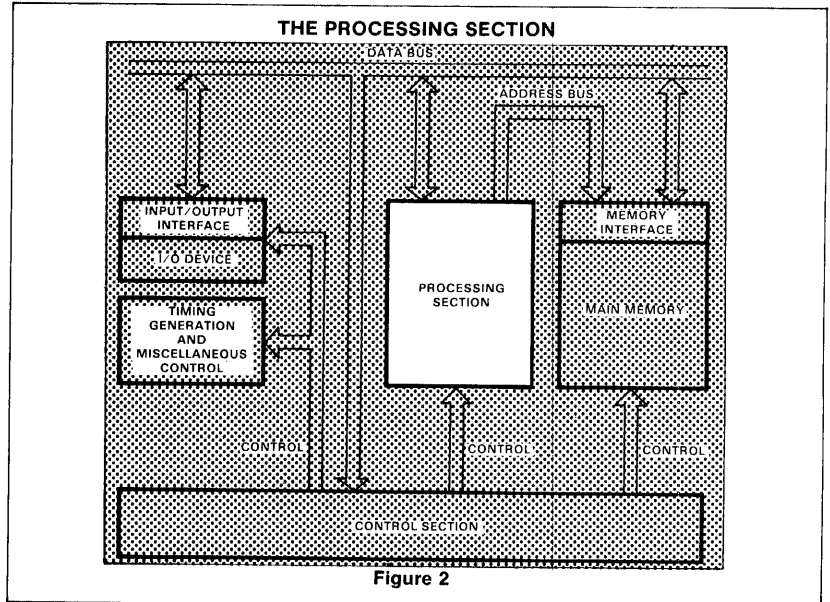 THE PROCESSING SECTION
DATA BUS
ADDRESS BUS
INPUT/OUTPUT
INTERFACE
I/O DEVICE
TIMING
GENERATION
AND
MISCELLANEOUS
CONTROL
PROCESSING
SECTION
MEMORY
INTERFACE
MAIN MEMORY
CONTROL
CONTROL
CONTROL
CONTROL SECTION
Figure 2